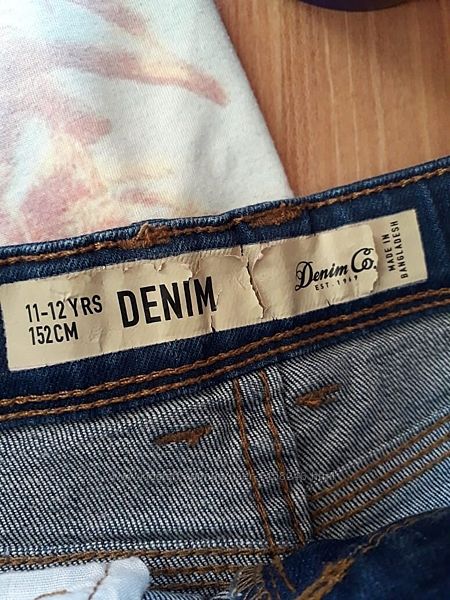 11-12 YRS
152CM
DENIM
Denim Co.
EST. 1969
MADE IN
BANGLADESH